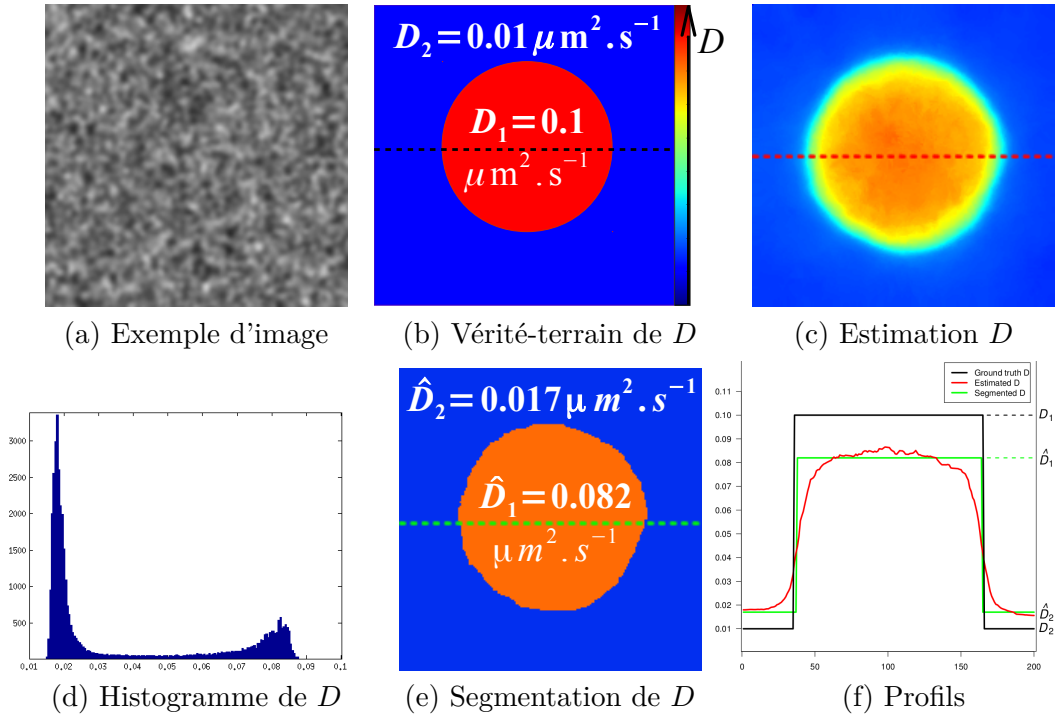 D₂=0.01 μm².s⁻¹
D
D₁=0.1
μm².s⁻¹
(a) Exemple d'image
(b) Vérité-terrain de D
(c) Estimation D
3000
2500
2000
1500
1000
500
0.01 0.02 0.03 0.04 0.05 0.06 0.07 0.08 0.09 0.1
D̂₂=0.017 μm².s⁻¹
D̂₁=0.082
μm².s⁻¹
Ground truth D
Estimated D
Segmented D
0.10
0.09
0.08
0.07
0.06
0.05
0.04
0.03
0.02
0.01
D₁
D̂₁
D̂₂
D₂
0 50 100 150 200
(d) Histogramme de D
(e) Segmentation de D
(f) Profils